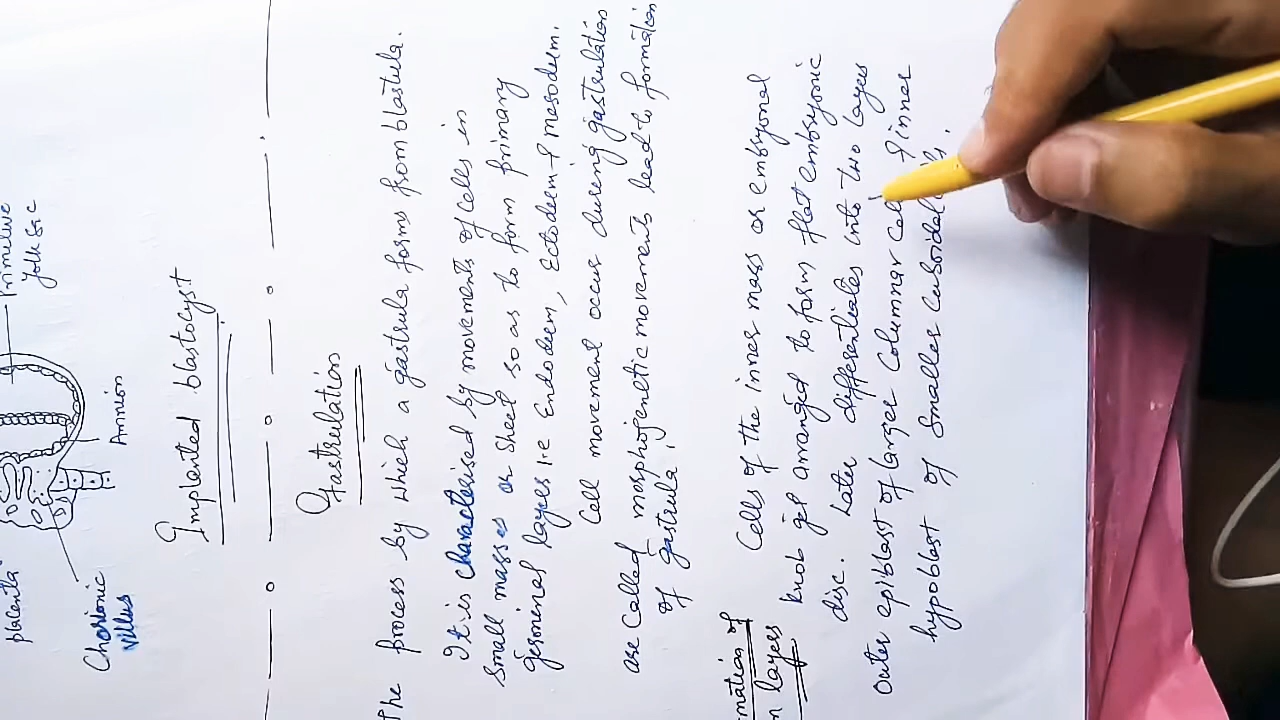 Primitive
Yolk Sac
Amnion
placenta
Chorionic
villus
Implanted blastocyst
Gastrulation
The process by which a gastrula forms from blastula.
It is characterised by movements of cells in
small masses or sheet so as to form primary
germinal layers i.e Endoderm, Ectoderm & mesoderm.
Cell movement occur during gastrulation
are called morphogenetic movements lead to formation
of gastrula.
mation of
n layers
Cells of the inner mass or embryonal
knob get arranged to form flat embryonic
disc. Later differentiates into two layers
outer epiblast of larger columnar cel & inner
hypoblast of smaller cuboidal